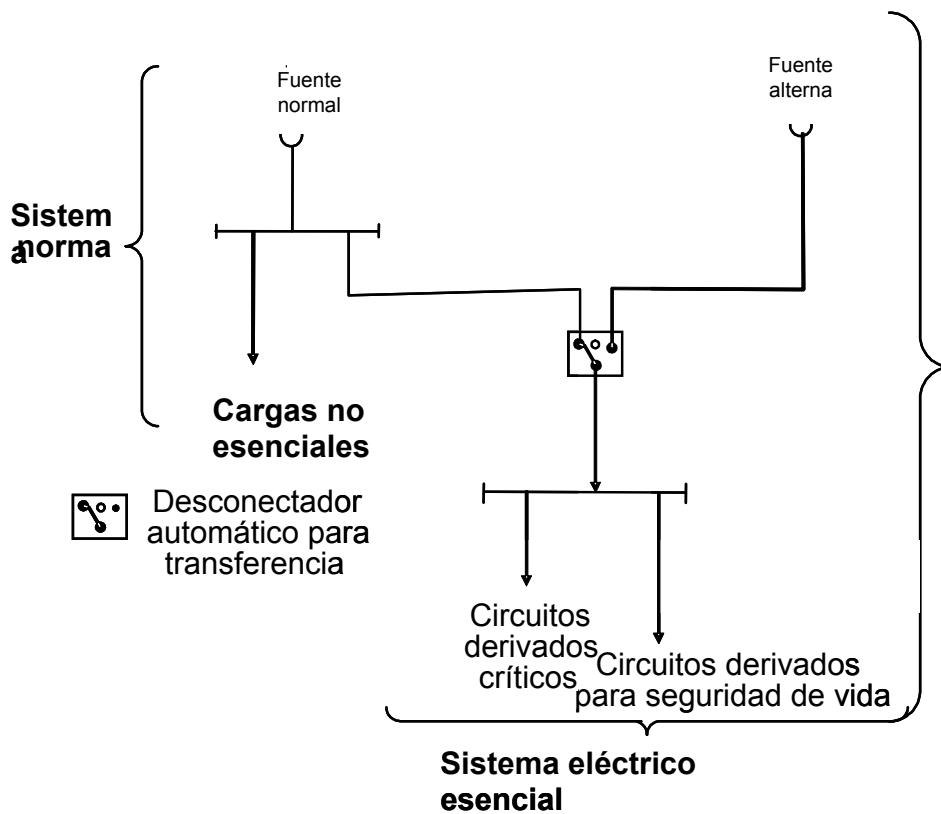 Fuente
normal
Fuente
alterna
Sistem
a
norma
Cargas no
esenciales
Desconectador
automático para
transferencia
Circuitos
derivados
críticos
Circuitos derivados
para seguridad de vida
Sistema eléctrico
esencial